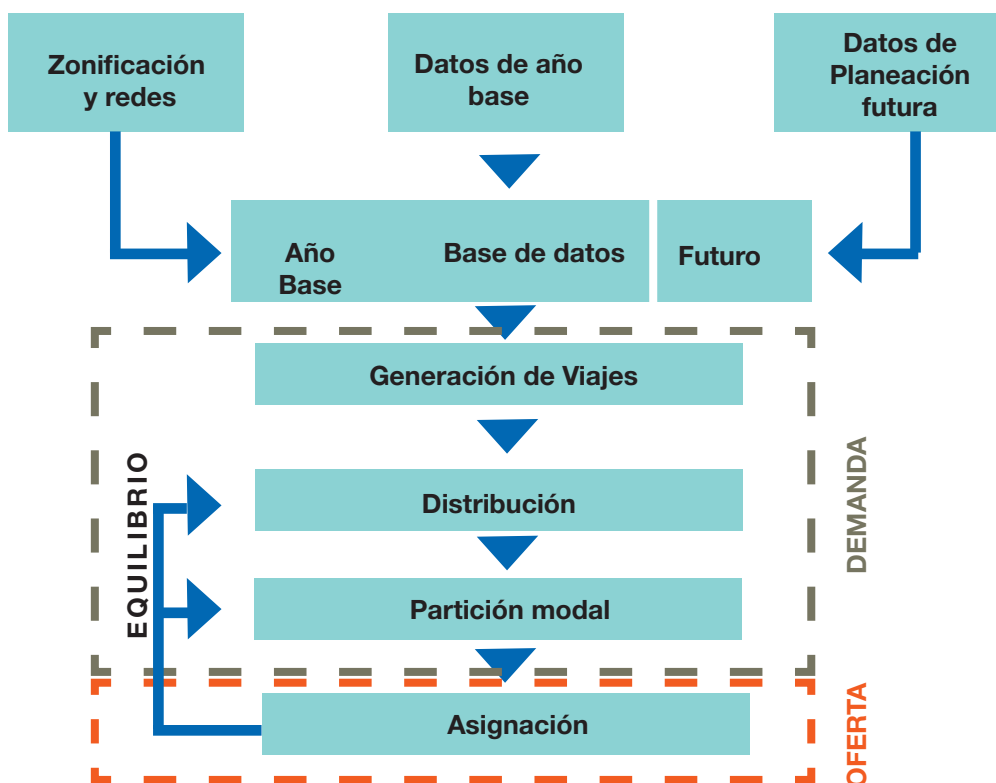 Zonificación
y redes
Datos de año
base
Datos de
Planeación
futura
Año
Base
Base de datos
Futuro
Generación de Viajes
Distribución
Partición modal
Asignación
EQUILIBRIO
DEMANDA
OFERTA